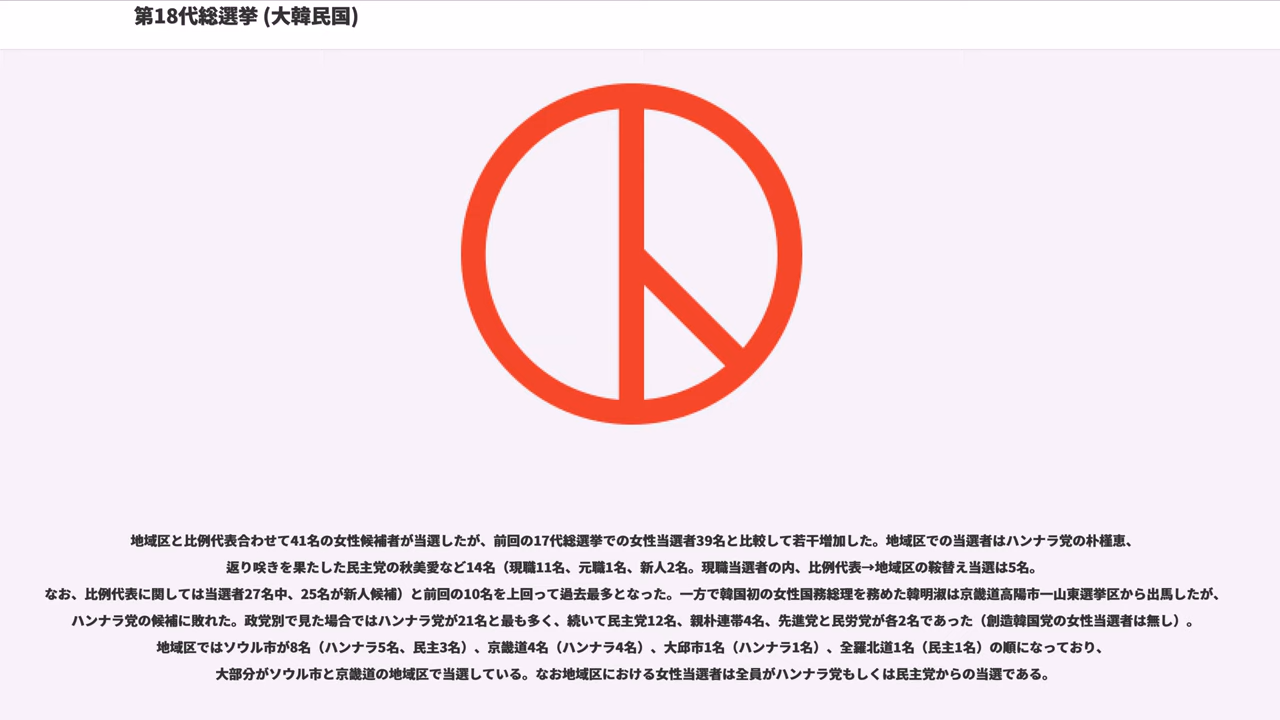 第18代総選挙 (大韓民国)
地域区と比例代表合わせて41名の女性候補者が当選したが、前回の17代総選挙での女性当選者39名と比較して若干増加した。地域区での当選者はハンナラ党の朴槿恵、
返り咲きを果たした民主党の秋美愛など14名（現職11名、元職1名、新人2名。現職当選者の内、比例代表→地域区の鞍替え当選は5名。
なお、比例代表に関しては当選者27名中、25名が新人候補）と前回の10名を上回って過去最多となった。一方で韓国初の女性国務総理を務めた韓明淑は京畿道高陽市一山東選挙区から出馬したが、
ハンナラ党の候補に敗れた。政党別で見た場合ではハンナラ党が21名と最も多く、続いて民主党12名、親朴連帯4名、先進党と民労党が各2名であった（創造韓国党の女性当選者は無し）。
地域区ではソウル市が8名（ハンナラ5名、民主3名）、京畿道4名（ハンナラ4名）、大邱市1名（ハンナラ1名）、全羅北道1名（民主1名）の順になっており、
大部分がソウル市と京畿道の地域区で当選している。なお地域区における女性当選者は全員がハンナラ党もしくは民主党からの当選である。